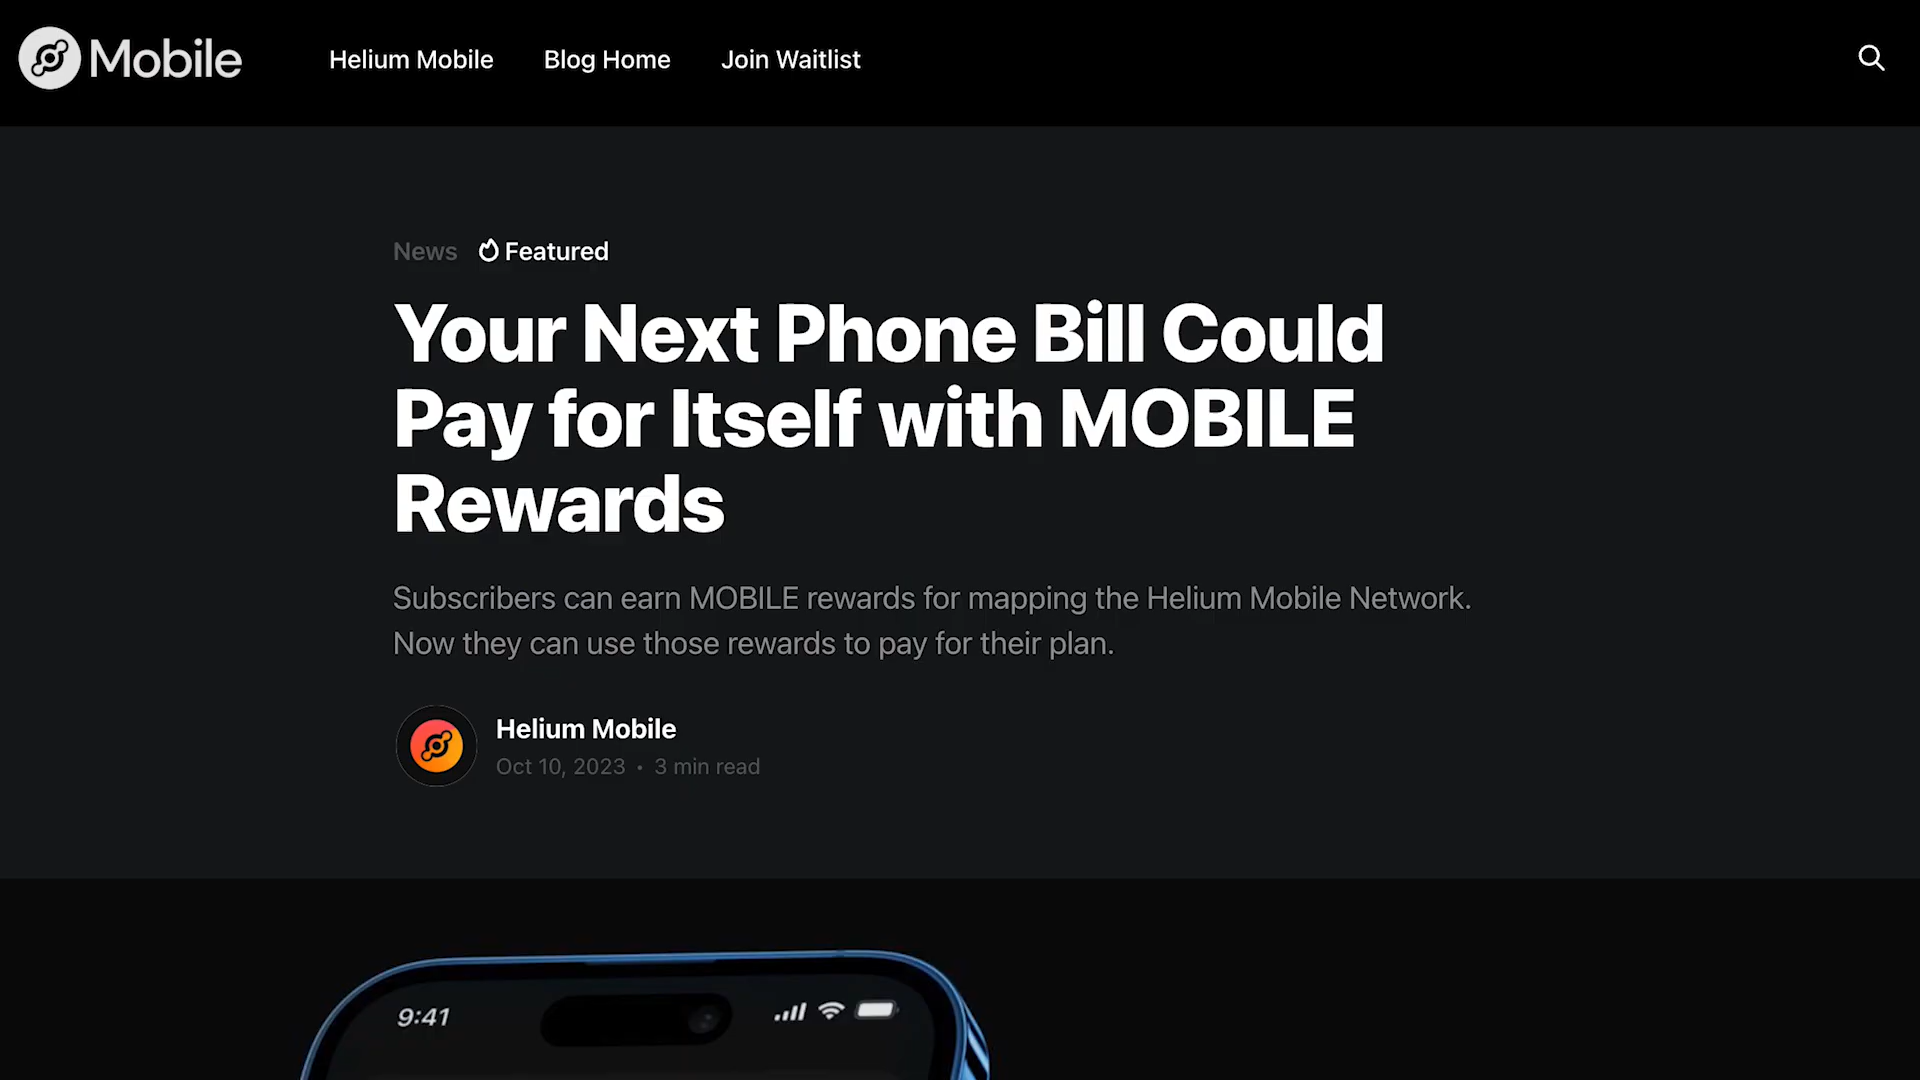 Mobile
Helium Mobile
Blog Home
Join Waitlist
News
Featured
Your Next Phone Bill Could
Pay for Itself with MOBILE
Rewards
Subscribers can earn MOBILE rewards for mapping the Helium Mobile Network.
Now they can use those rewards to pay for their plan.
Helium Mobile
Oct 10, 2023 • 3 min read
9:41